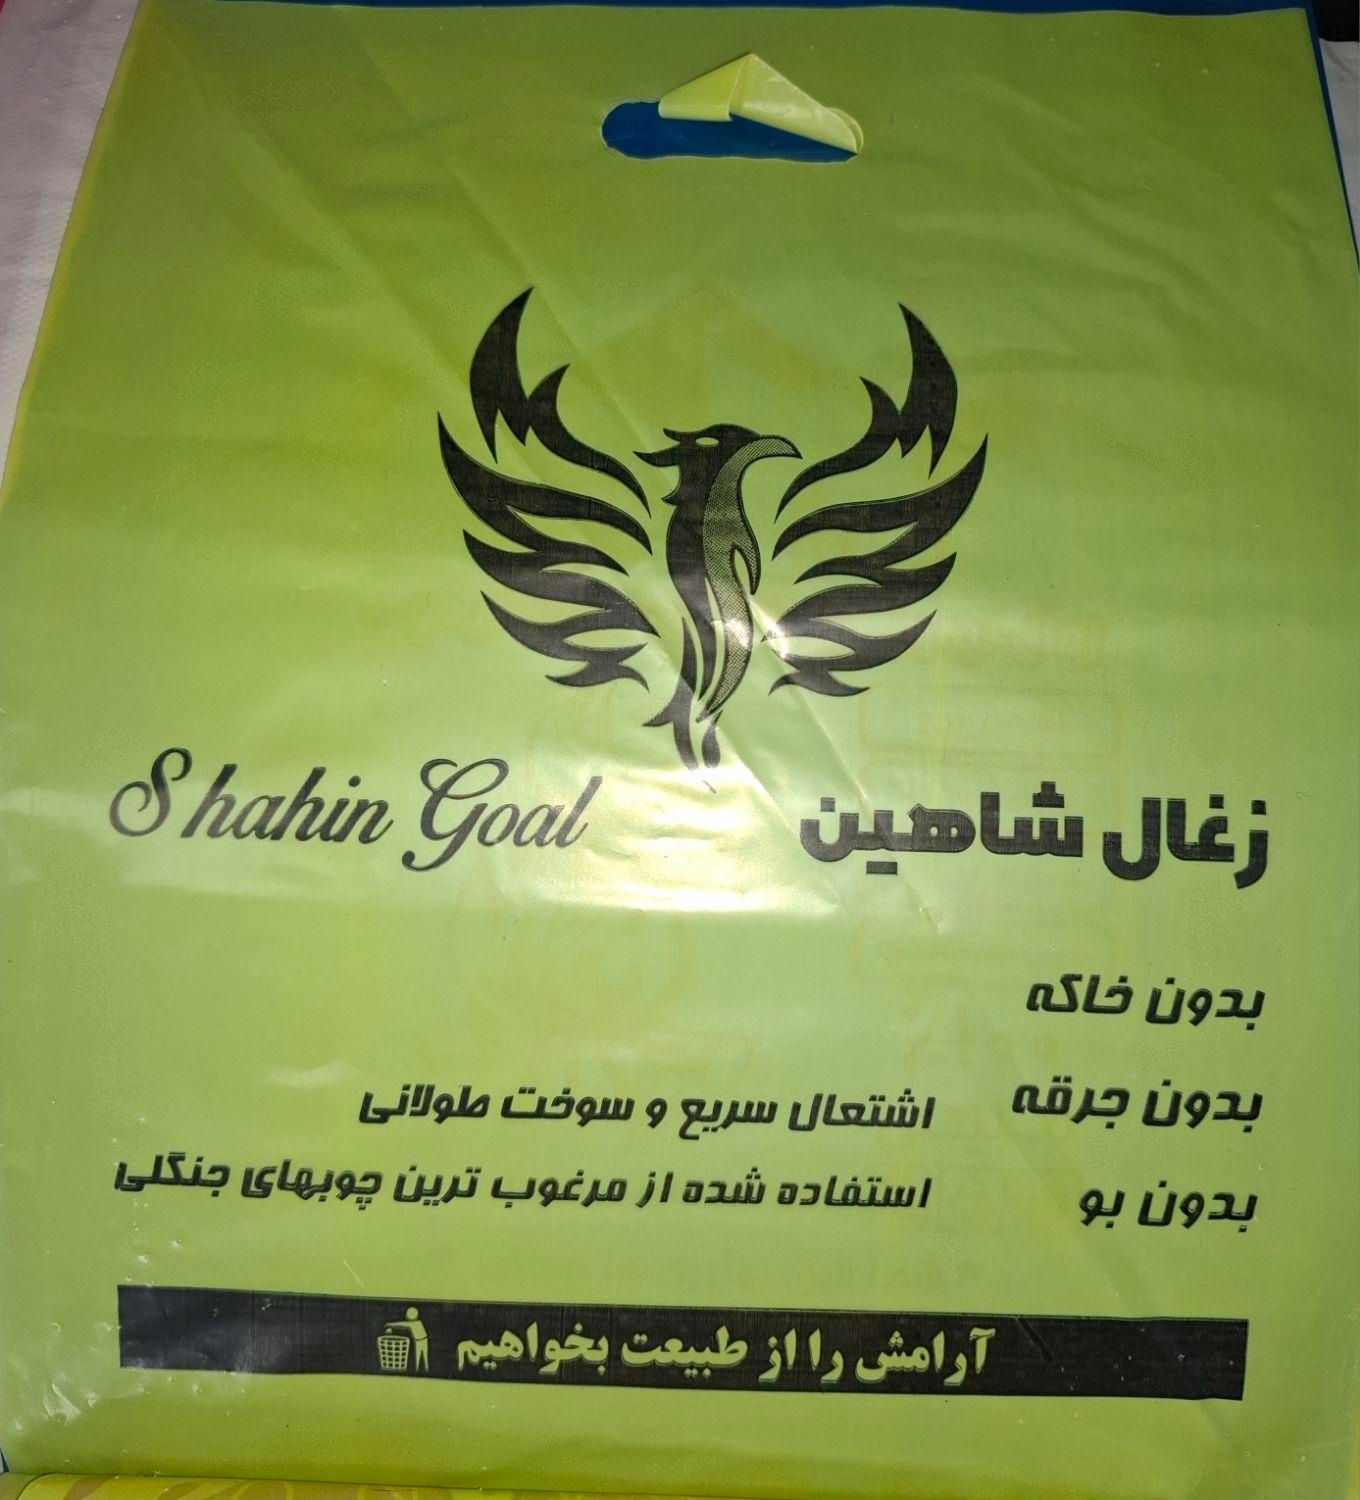 Shahin Goal
زغال شاهین
بدون خاکه
بدون جرقه
بدون بو
اشتعال سریع و سوخت طولانی
استفاده شده از مرغوب ترین چوبهای جنگلی
آرامش را از طبیعت بخواهیم